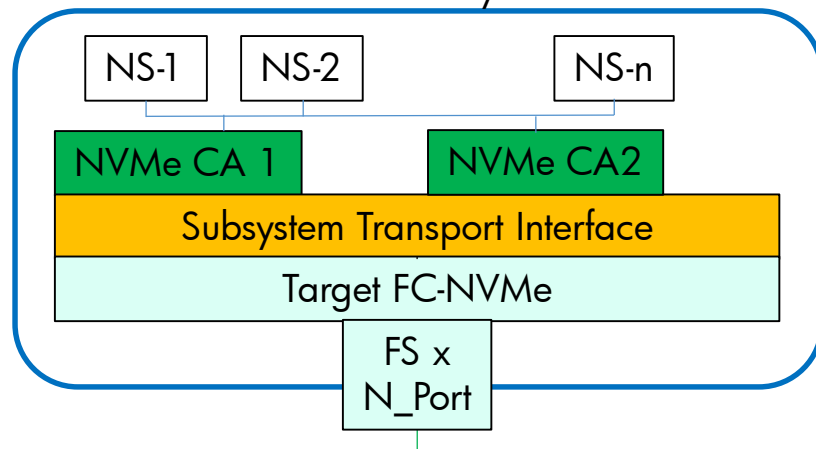 NS-1 NS-2 NS-n
NVMe CA 1 NVMe CA2
Subsystem Transport Interface
Target FC-NVMe
FS x
N_Port